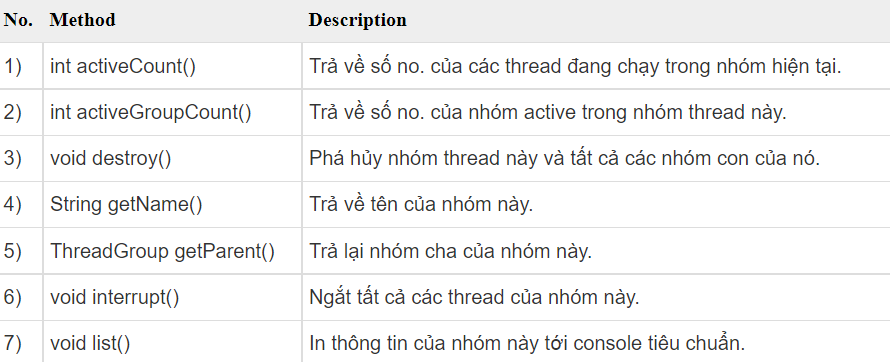 No. Method Description
1) int activeCount() Trả về số no. của các thread đang chạy trong nhóm hiện tại.
2) int activeGroupCount() Trả về số no. của nhóm active trong nhóm thread này.
3) void destroy() Phá hủy nhóm thread này và tất cả các nhóm con của nó.
4) String getName() Trả về tên của nhóm này.
5) ThreadGroup getParent() Trả lại nhóm cha của nhóm này.
6) void interrupt() Ngắt tất cả các thread của nhóm này.
7) void list() In thông tin của nhóm này tới console tiêu chuẩn.